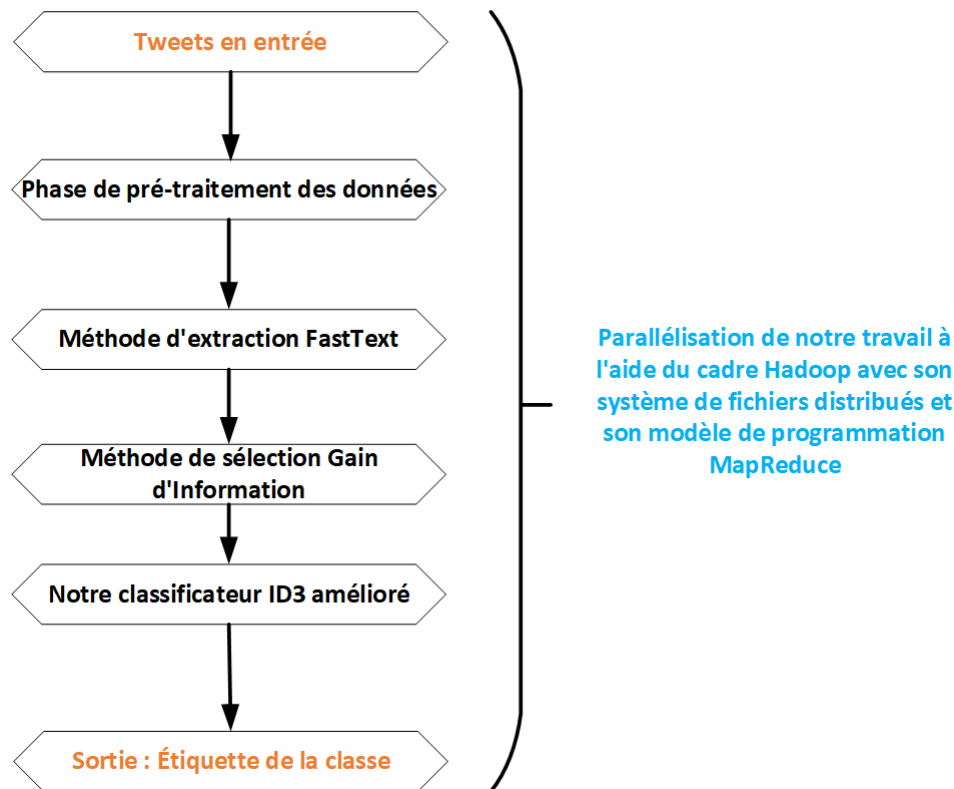 Tweets en entrée
Phase de pré-traitement des données
Méthode d'extraction FastText
Méthode de sélection Gain
d'Information
Notre classificateur ID3 amélioré
Sortie : Étiquette de la classe
Parallélisation de notre travail à
l'aide du cadre Hadoop avec son
système de fichiers distribués et
son modèle de programmation
MapReduce